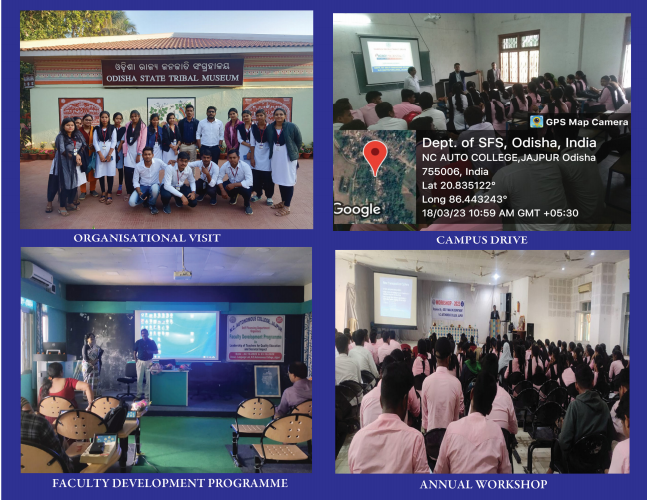 ଓଡ଼ିଶା ରାଜ୍ୟ ଜନଜାତି ସଂଗ୍ରହାଳୟ
ODISHA STATE TRIBAL MUSEUM
ORGANISATIONAL VISIT
GPS Map Camera
Dept. of SFS, Odisha, India
NC AUTO COLLEGE,JAJPUR Odisha
755006, India
Lat 20.835122°
Long 86.443243°
18/03/23 10:59 AM GMT +05:30
Google
CAMPUS DRIVE
Faculty Development Programme
FACULTY DEVELOPMENT PROGRAMME
WORKSHOP
ANNUAL WORKSHOP